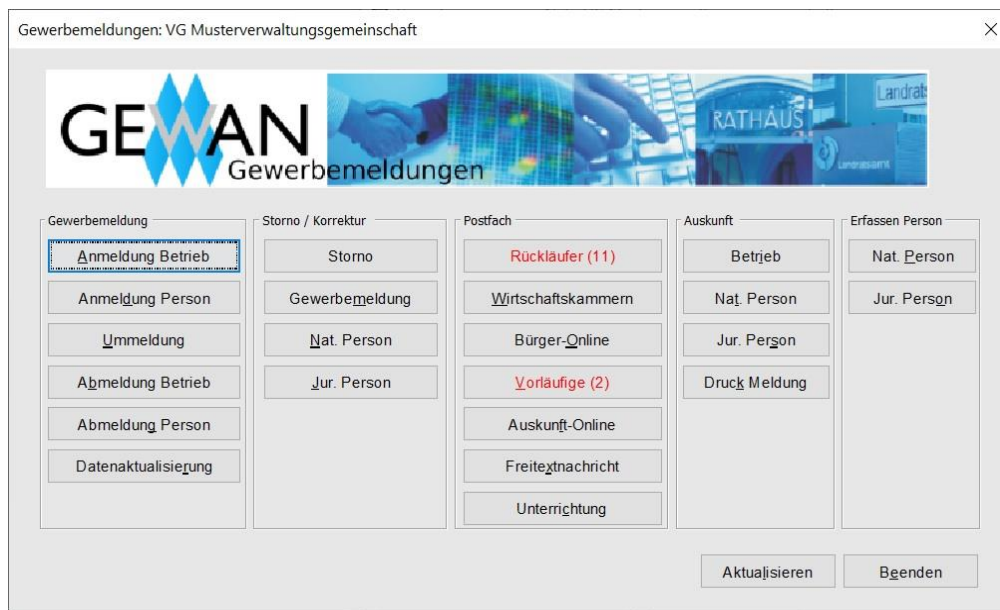 Gewerbemeldungen: VG Musterverwaltungsgemeinschaft
GEWAN
Gewerbemeldungen
RATHAUS
Landratsamt
Gewerbemeldung
Anmeldung Betrieb
Anmeldung Person
Ummeldung
Abmeldung Betrieb
Abmeldung Person
Datenaktualisierung
Storno / Korrektur
Storno
Gewerbemeldung
Nat. Person
Jur. Person
Postfach
Rückläufer (11)
Wirtschaftskammern
Bürger-Online
Vorläufige (2)
Auskunft-Online
Freitextnachricht
Unterrichtung
Auskunft
Betrieb
Nat. Person
Jur. Person
Druck Meldung
Erfassen Person
Nat. Person
Jur. Person
Aktualisieren
Beenden